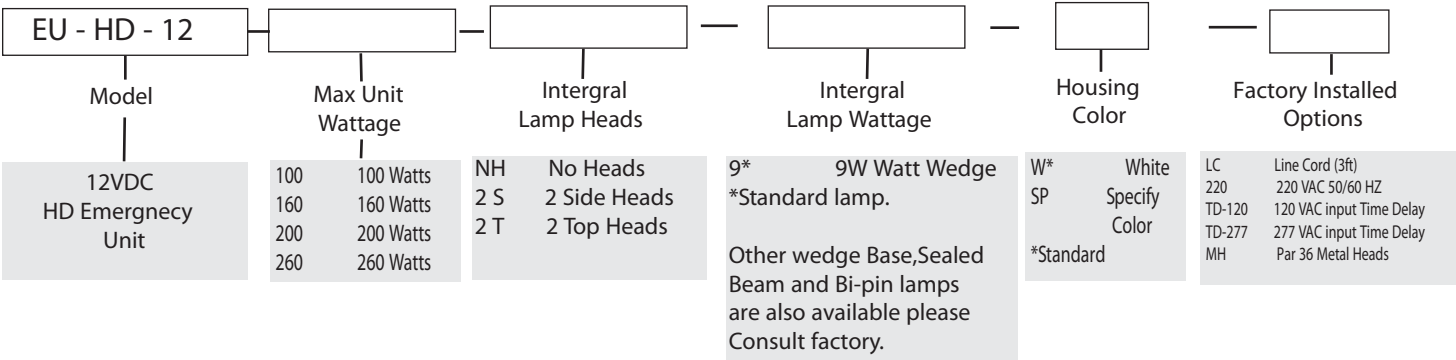 EU - HD - 12
Model
12VDC
HD Emergnecy
Unit
Max Unit
Wattage
100 100 Watts
160 160 Watts
200 200 Watts
260 260 Watts
Intergral
Lamp Heads
NH No Heads
2 S 2 Side Heads
2 T 2 Top Heads
Intergral
Lamp Wattage
9* 9W Watt Wedge
*Standard lamp.
Other wedge Base,Sealed
Beam and Bi-pin lamps
are also available please
Consult factory.
Housing
Color
W* White
SP Specify
Color
*Standard
Factory Installed
Options
LC Line Cord (3ft)
220 220 VAC 50/60 HZ
TD-120 120 VAC input Time Delay
TD-277 277 VAC input Time Delay
MH Par 36 Metal Heads